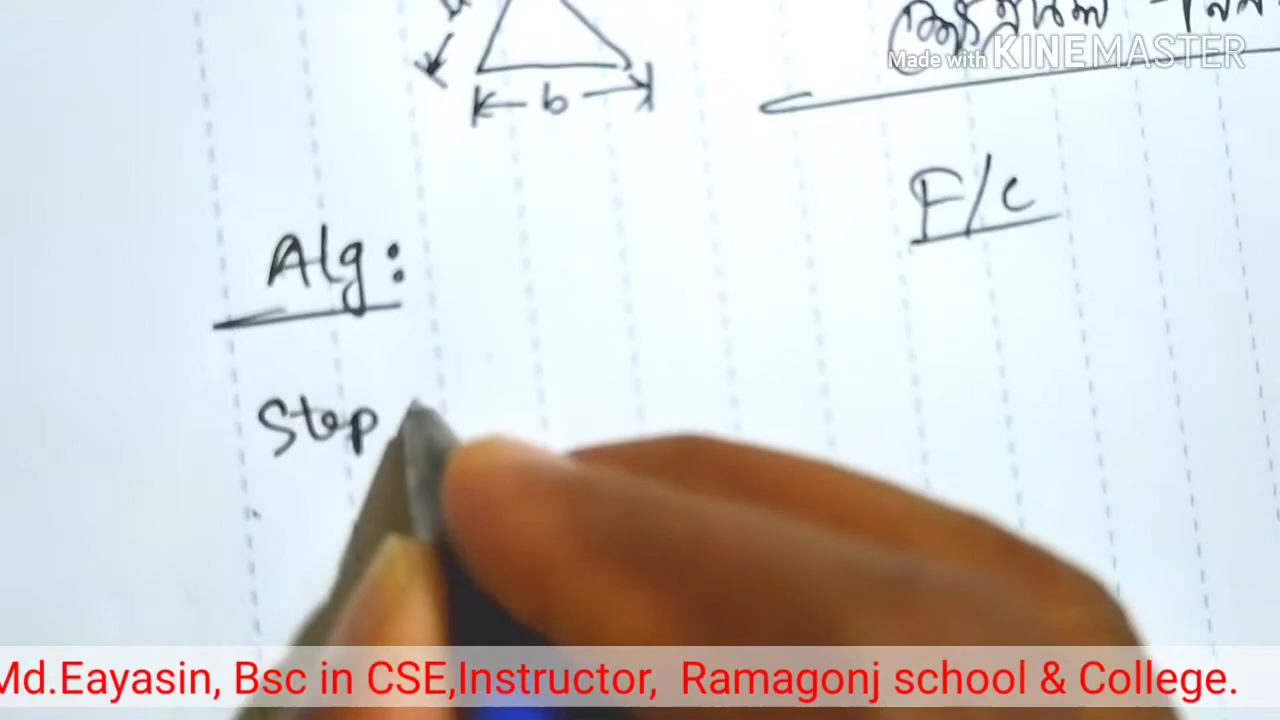 Made with KINEMASTER
b
F/C
Alg:
Step
Md.Eayasin, Bsc in CSE,Instructor, Ramagonj school & College.